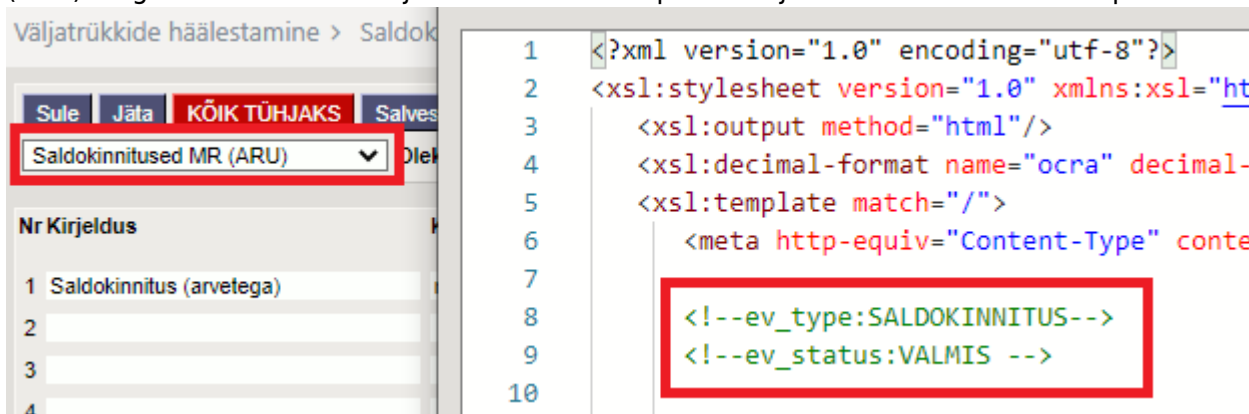 Väljatrükkide häälestamine > Saldok
Sule Jäta KÕIK TÜHJAKS Salves
Saldokinnitused MR (ARU) Olek
Nr Kirjeldus
1 Saldokinnitus (arvetega)
2
3
4
1 <?xml version="1.0" encoding="utf-8"?>
2 <xsl:stylesheet version="1.0" xmlns:xsl="ht
3 <xsl:output method="html"/>
4 <xsl:decimal-format name="ocra" decimal-
5 <xsl:template match="/">
6 <meta http-equiv="Content-Type" conte
7
8 <!--ev_type:SALDOKINNITUS-->
9 <!--ev_status:VALMIS -->
10